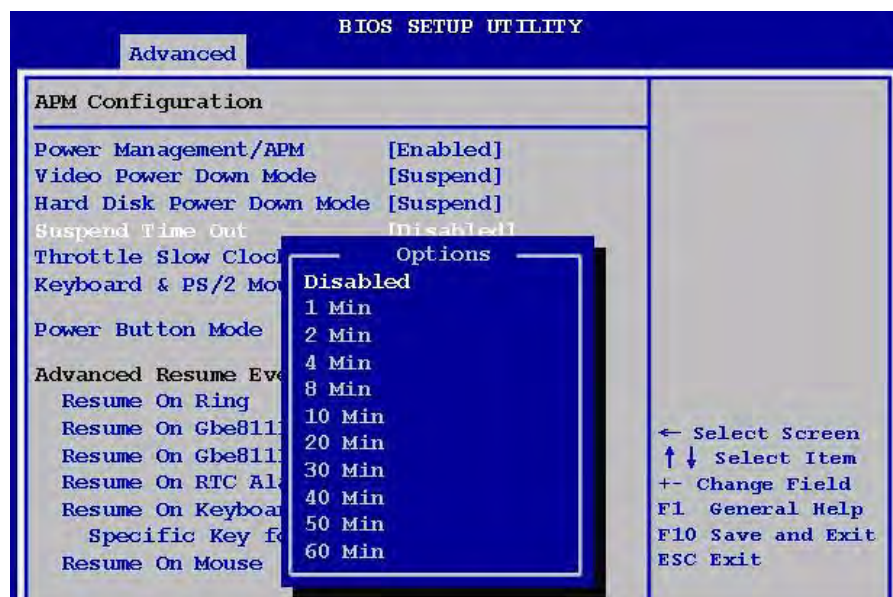 BIOS SETUP UTILITY
Advanced
APM Configuration
Power Management/APM [Enabled]
Video Power Down Mode [Suspend]
Hard Disk Power Down Mode [Suspend]
Suspend Time Out [Disabled]
Throttle Slow Cloc
Keyboard & PS/2 Mo
Power Button Mode
Advanced Resume Eve
Resume On Ring
Resume On Gbe811
Resume On Gbe811
Resume On RTC Al
Resume On Keyboa
Specific Key f
Resume On Mouse
Options
Disabled
1 Min
2 Min
4 Min
8 Min
10 Min
20 Min
30 Min
40 Min
50 Min
60 Min
← Select Screen
↑↓ Select Item
+- Change Field
F1 General Help
F10 Save and Exit
ESC Exit